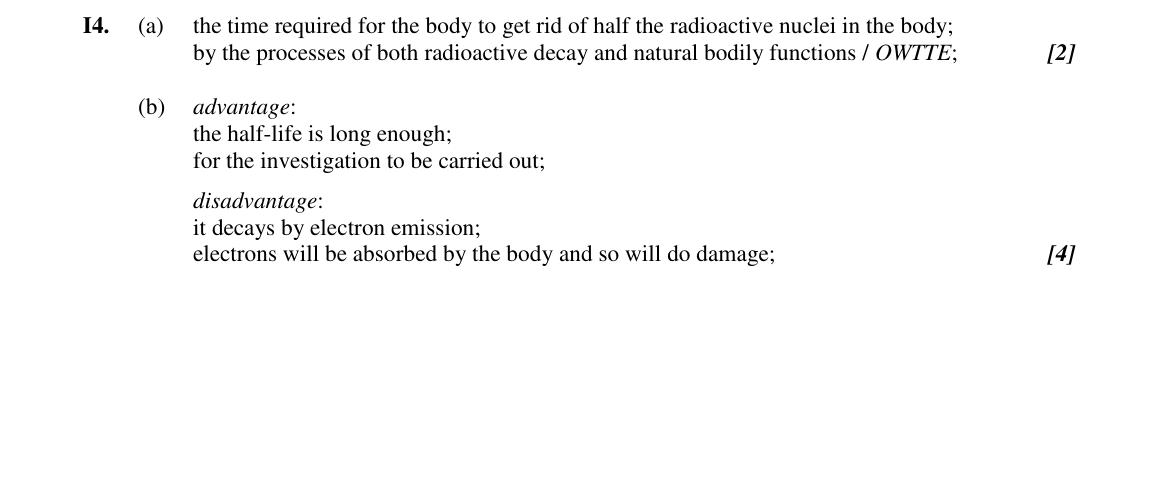 I4. (a) the time required for the body to get rid of half the radioactive nuclei in the body;
by the processes of both radioactive decay and natural bodily functions / OWTTE; [2]
(b) advantage:
the half-life is long enough;
for the investigation to be carried out;
disadvantage:
it decays by electron emission;
electrons will be absorbed by the body and so will do damage; [4]